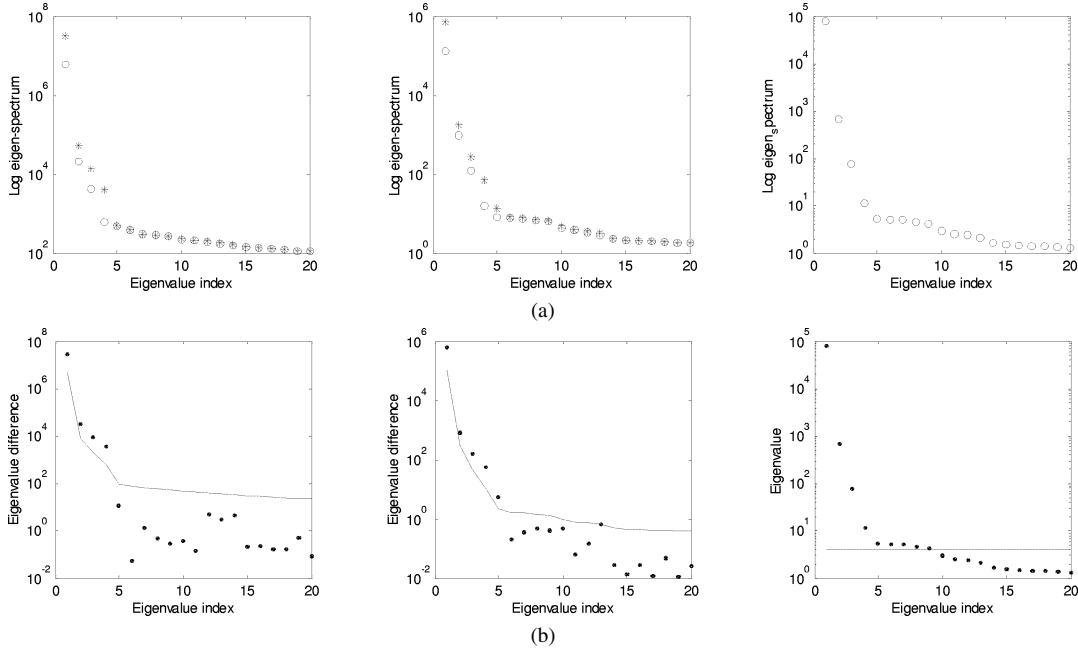 10^8
10^6
10^4
10^2
0 5 10 15 20
Log eigen-spectrum
Eigenvalue index
10^6
10^4
10^2
10^0
0 5 10 15 20
Log eigen-spectrum
Eigenvalue index
10^5
10^4
10^3
10^2
10^1
10^0
0 5 10 15 20
Log eigen_spectrum
Eigenvalue index
(a)
10^8
10^6
10^4
10^2
10^0
10^-2
0 5 10 15 20
Eigenvalue difference
Eigenvalue index
10^6
10^4
10^2
10^0
10^-2
0 5 10 15 20
Eigenvalue difference
Eigenvalue index
10^5
10^4
10^3
10^2
10^1
10^0
0 5 10 15 20
Eigenvalue
Eigenvalue index
(b)